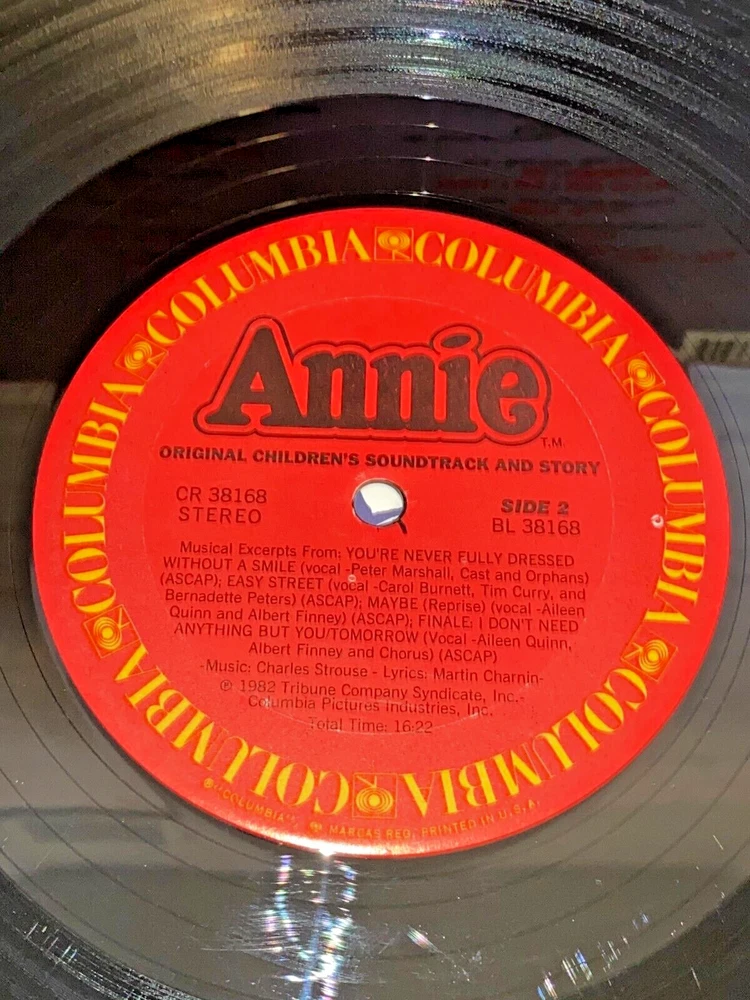 COLUMBIA COLUMBIA COLUMBIA COLUMBIA COLUMBIA COLUMBIA COLUMBIA COLUMBIA
Annie
T.M.
ORIGINAL CHILDREN'S SOUNDTRACK AND STORY
CR 38168
STEREO
SIDE 2
BL 38168
Musical Excerpts From: YOU'RE NEVER FULLY DRESSED
WITHOUT A SMILE (vocal -Peter Marshall, Cast and Orphans)
(ASCAP); EASY STREET (vocal -Carol Burnett, Tim Curry, and
Bernadette Peters) (ASCAP); MAYBE (Reprise) (vocal -Aileen
Quinn and Albert Finney) (ASCAP); FINALE: I DON'T NEED
ANYTHING BUT YOU/TOMORROW (Vocal -Aileen Quinn,
Albert Finney and Chorus) (ASCAP)
-Music: Charles Strouse - Lyrics: Martin Charnin-
℗ 1982 Tribune Company Syndicate, Inc.-
Columbia Pictures Industries, Inc.
Total Time: 16:22
® "COLUMBIA", MARCAS REG. PRINTED IN U.S.A.